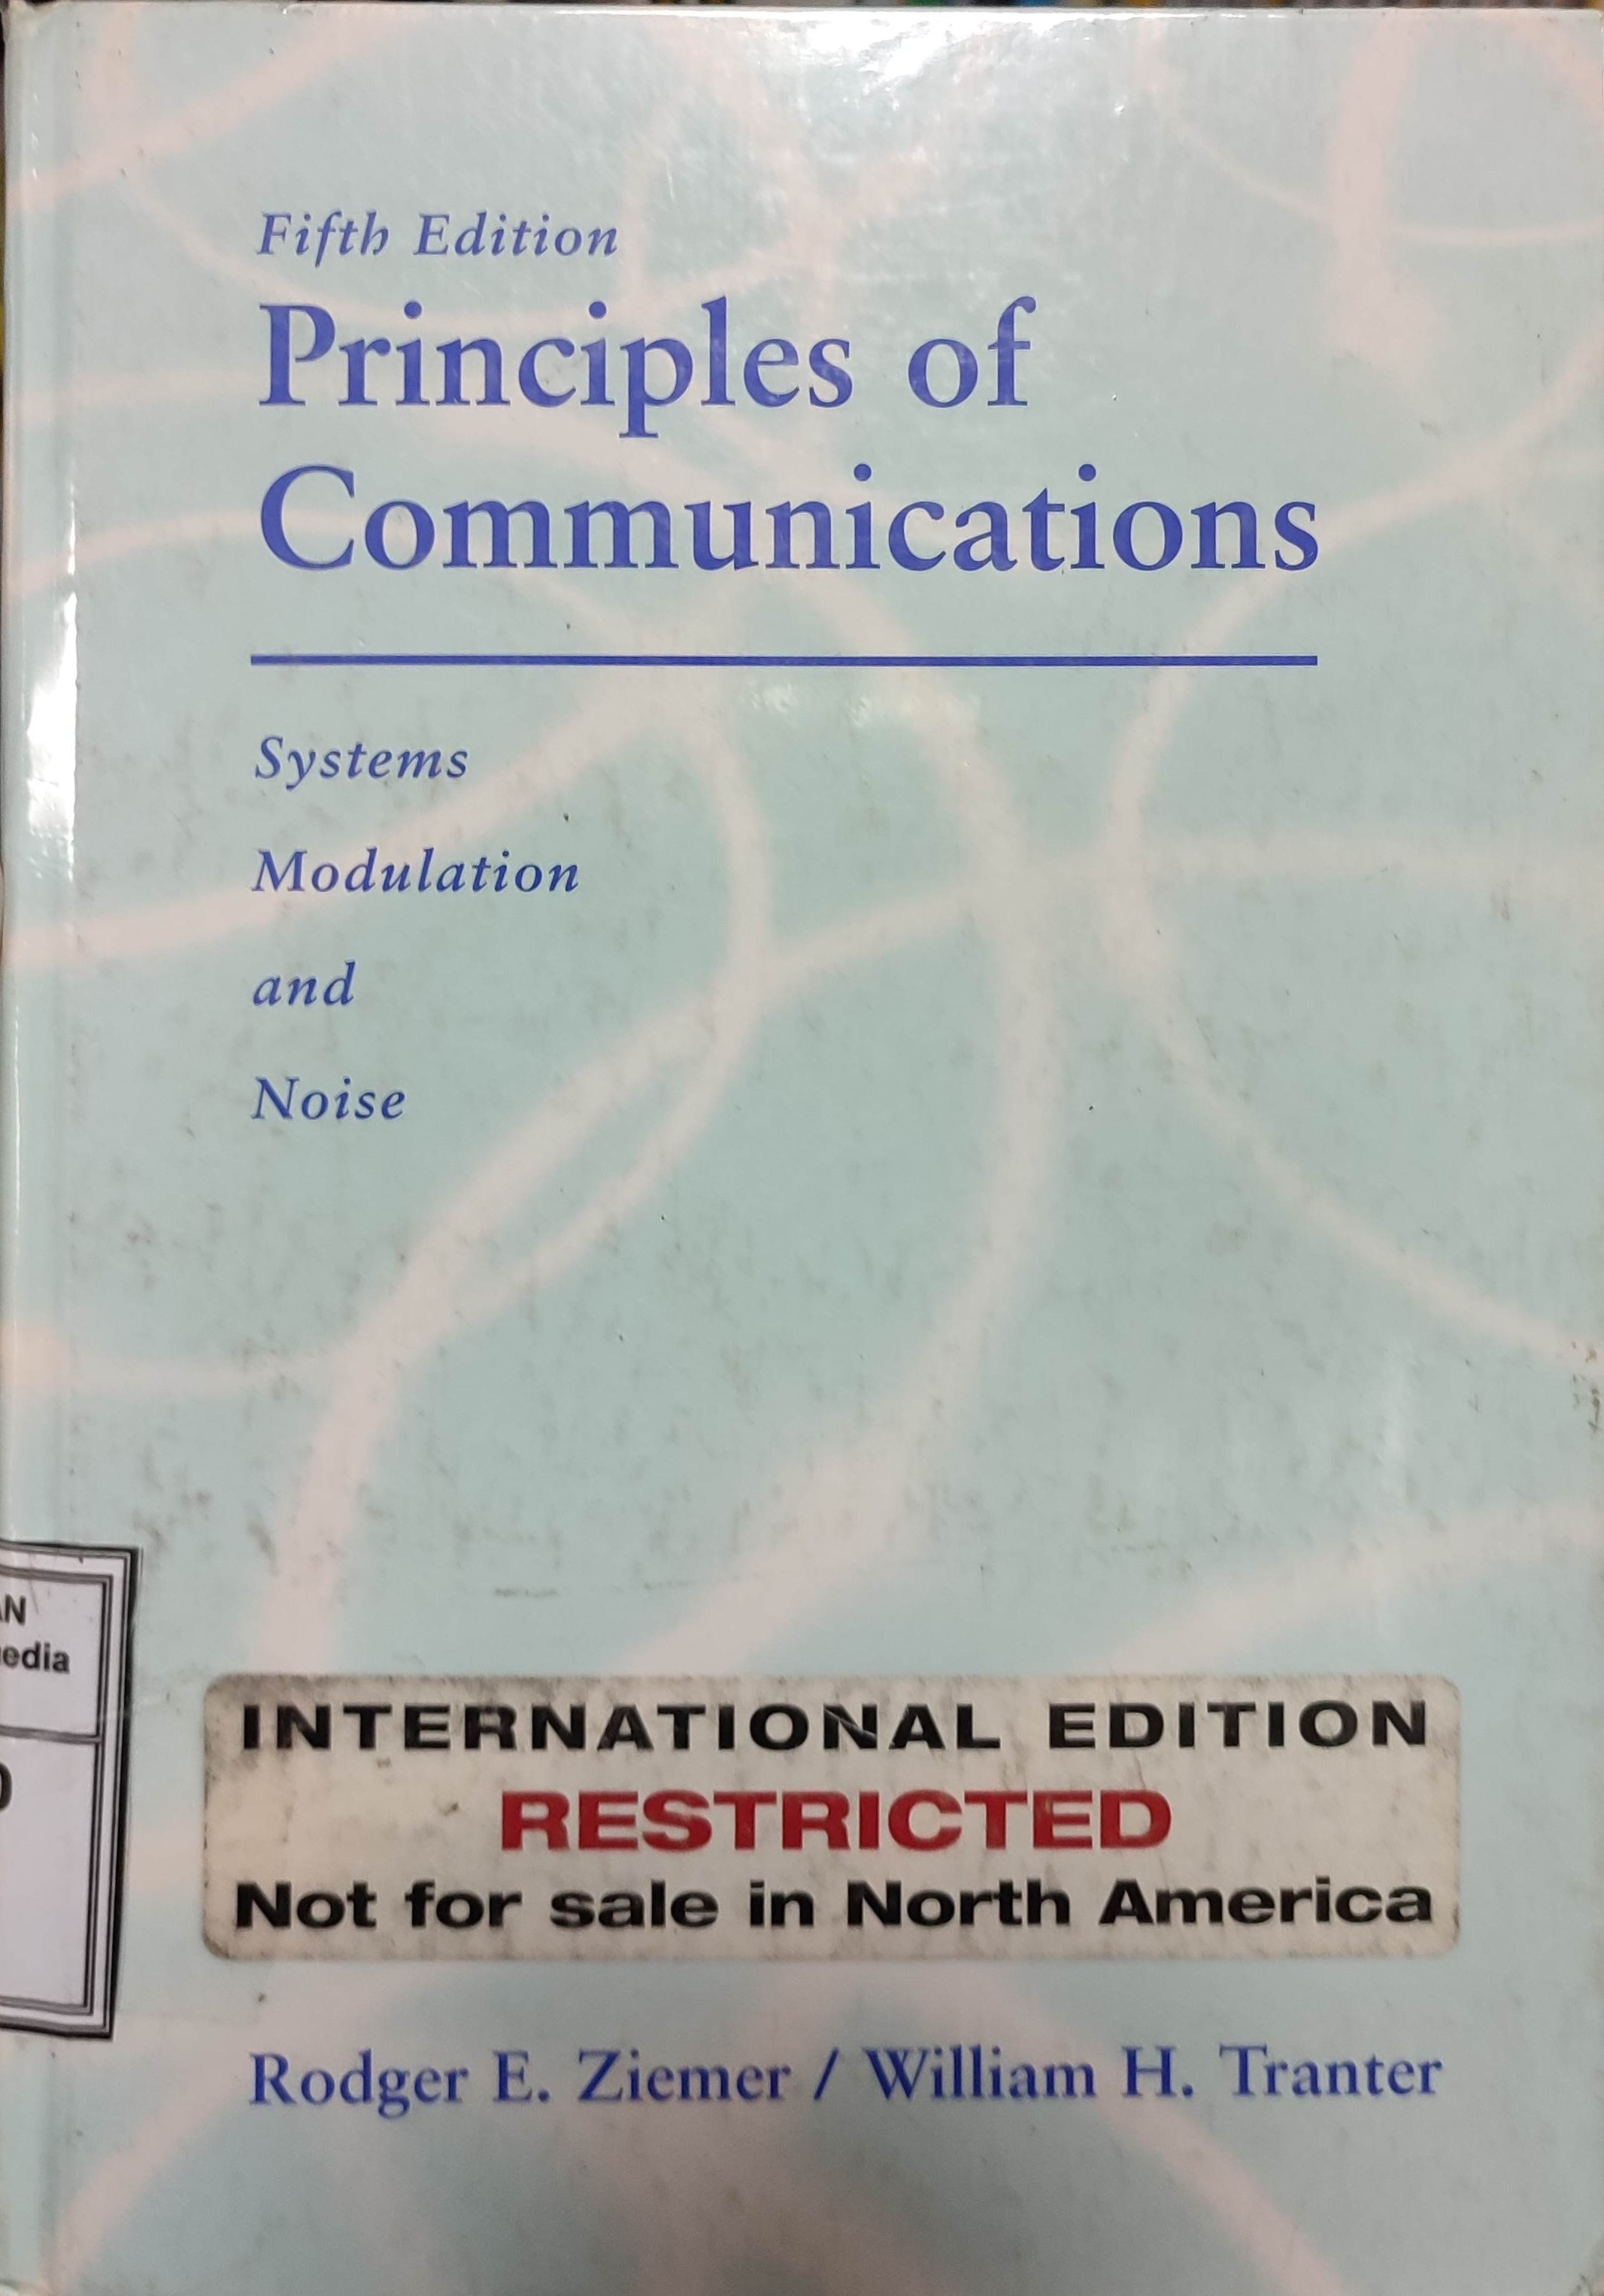 Fifth Edition
Principles of
Communications
Systems
Modulation
and
Noise
INTERNATIONAL EDITION
RESTRICTED
Not for sale in North America
Rodger E. Ziemer / William H. Tranter